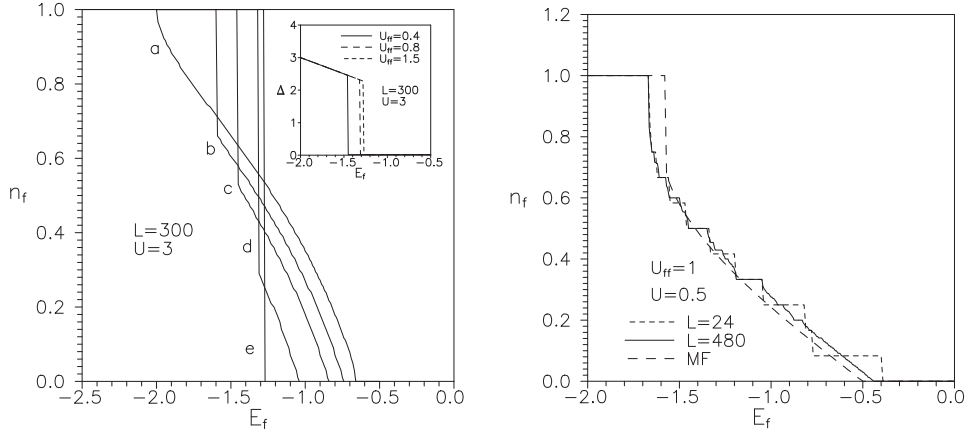 1.0
0.8
0.6
0.4
0.2
0.0
n_f
−2.5
−2.0
−1.5
−1.0
−0.5
0.0
E_f
a
b
c
d
e
L=300
U=3
U_ff=0.4
U_ff=0.8
U_ff=1.5
4
3
2
1
0
Δ
L=300
U=3
−2.0
−1.5
−1.0
−0.5
E_f
1.2
1.0
0.8
0.6
0.4
0.2
0.0
n_f
−2.0
−1.5
−1.0
−0.5
0.0
E_f
U_ff=1
U=0.5
L=24
L=480
MF